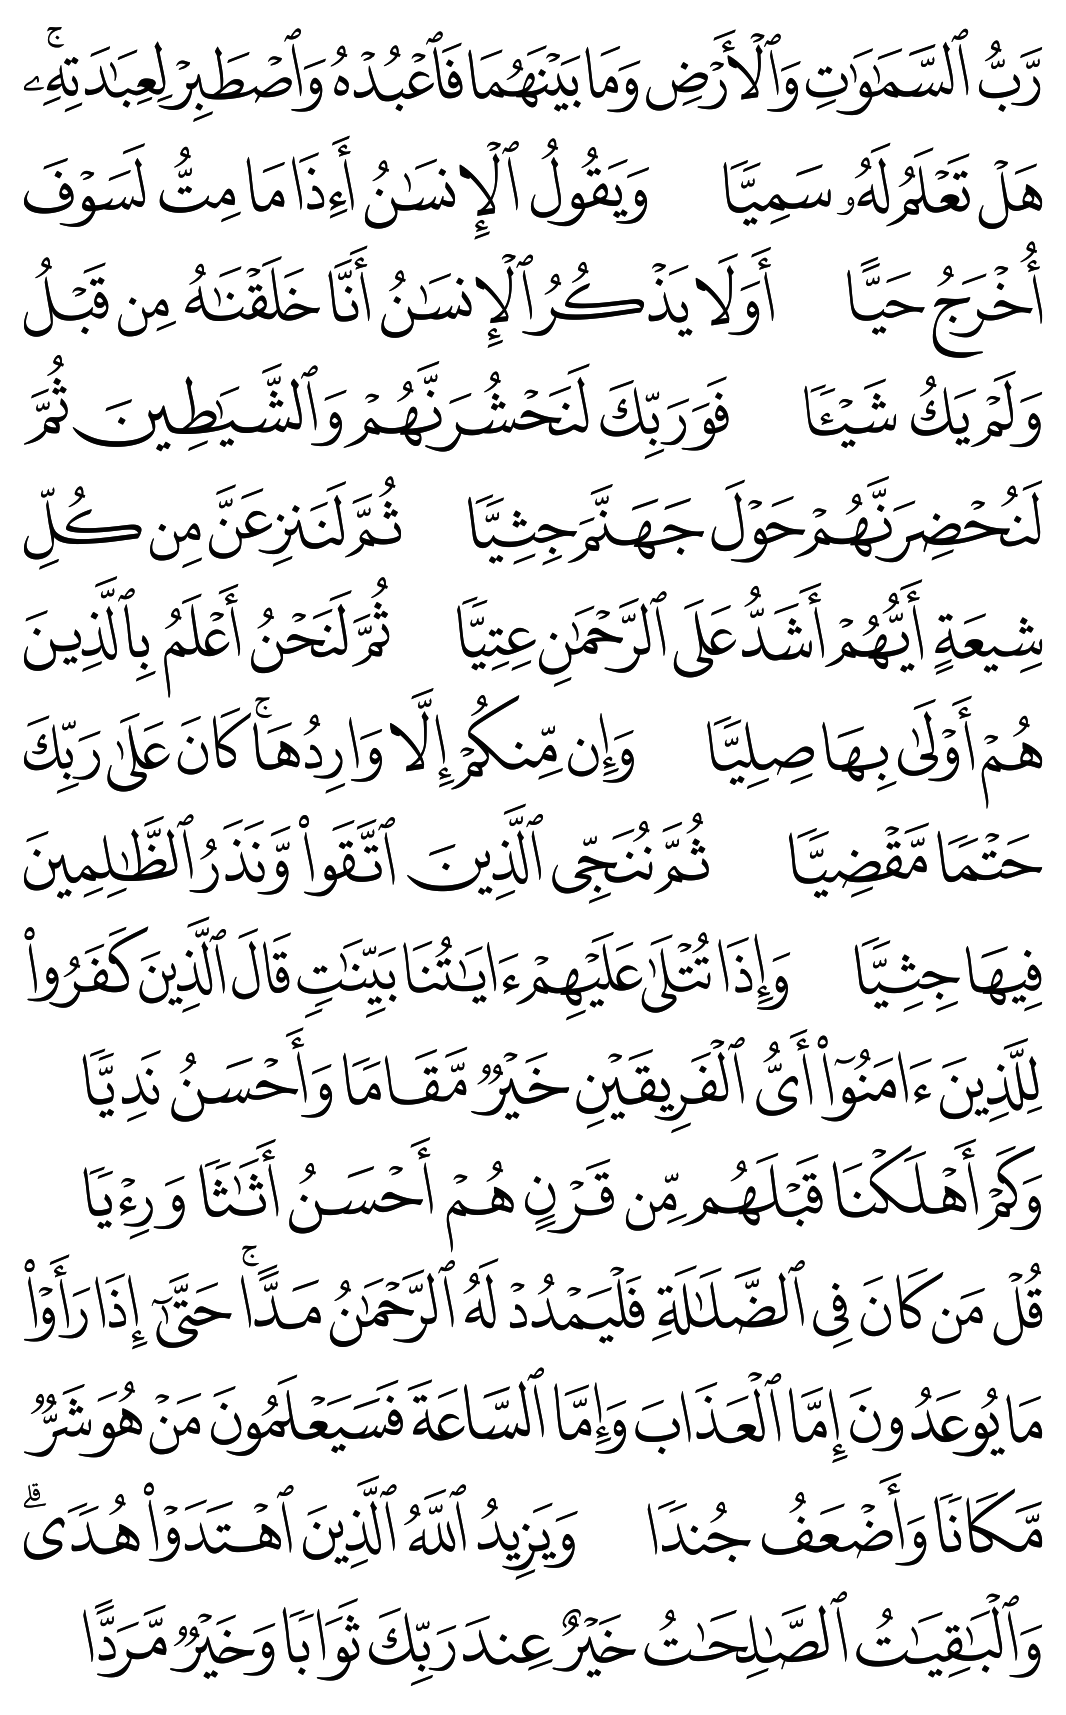 رَّبُّ ٱلسَّمَٰوَٰتِ وَٱلْأَرْضِ وَمَا بَيْنَهُمَا فَٱعْبُدْهُ وَٱصْطَبِرْ لِعِبَٰدَتِهِۦۚ
هَلْ تَعْلَمُ لَهُۥ سَمِيًّا وَيَقُولُ ٱلْإِنسَٰنُ أَءِذَا مَا مِتُّ لَسَوْفَ
أُخْرَجُ حَيًّا أَوَلَا يَذْكُرُ ٱلْإِنسَٰنُ أَنَّا خَلَقْنَٰهُ مِن قَبْلُ
وَلَمْ يَكُ شَيْـًٔا فَوَرَبِّكَ لَنَحْشُرَنَّهُمْ وَٱلشَّيَٰطِينَ ثُمَّ
لَنُحْضِرَنَّهُمْ حَوْلَ جَهَنَّمَ جِثِيًّا ثُمَّ لَنَنزِعَنَّ مِن كُلِّ
شِيعَةٍ أَيُّهُمْ أَشَدُّ عَلَى ٱلرَّحْمَٰنِ عِتِيًّا ثُمَّ لَنَحْنُ أَعْلَمُ بِٱلَّذِينَ
هُمْ أَوْلَىٰ بِهَا صِلِيًّا وَإِن مِّنكُمْ إِلَّا وَارِدُهَاۚ كَانَ عَلَىٰ رَبِّكَ
حَتْمًا مَّقْضِيًّا ثُمَّ نُنَجِّى ٱلَّذِينَ ٱتَّقَوا۟ وَّنَذَرُ ٱلظَّٰلِمِينَ
فِيهَا جِثِيًّا وَإِذَا تُتْلَىٰ عَلَيْهِمْ ءَايَٰتُنَا بَيِّنَٰتٍ قَالَ ٱلَّذِينَ كَفَرُوا۟
لِلَّذِينَ ءَامَنُوٓا۟ أَىُّ ٱلْفَرِيقَيْنِ خَيْرٌ مَّقَامًا وَأَحْسَنُ نَدِيًّا
وَكَمْ أَهْلَكْنَا قَبْلَهُم مِّن قَرْنٍ هُمْ أَحْسَنُ أَثَٰثًا وَرِءْيًا
قُلْ مَن كَانَ فِى ٱلضَّلَٰلَةِ فَلْيَمْدُدْ لَهُ ٱلرَّحْمَٰنُ مَدًّاۚ حَتَّىٰٓ إِذَا رَأَوْا۟
مَا يُوعَدُونَ إِمَّا ٱلْعَذَابَ وَإِمَّا ٱلسَّاعَةَ فَسَيَعْلَمُونَ مَنْ هُوَ شَرٌّ
مَّكَانًا وَأَضْعَفُ جُندًا وَيَزِيدُ ٱللَّهُ ٱلَّذِينَ ٱهْتَدَوْا۟ هُدًىۗ
وَٱلْبَٰقِيَٰتُ ٱلصَّٰلِحَٰتُ خَيْرٌ عِندَ رَبِّكَ ثَوَابًا وَخَيْرٌ مَّرَدًّا